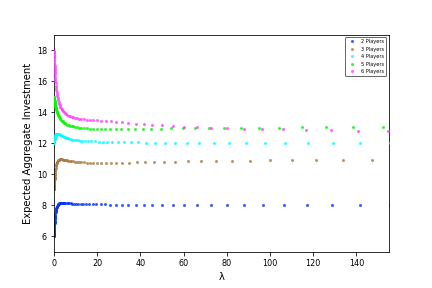 2 Players
3 Players
4 Players
5 Players
6 Players
18
16
14
12
10
8
6
Expected Aggregate Investment
0 20 40 60 80 100 120 140
λ